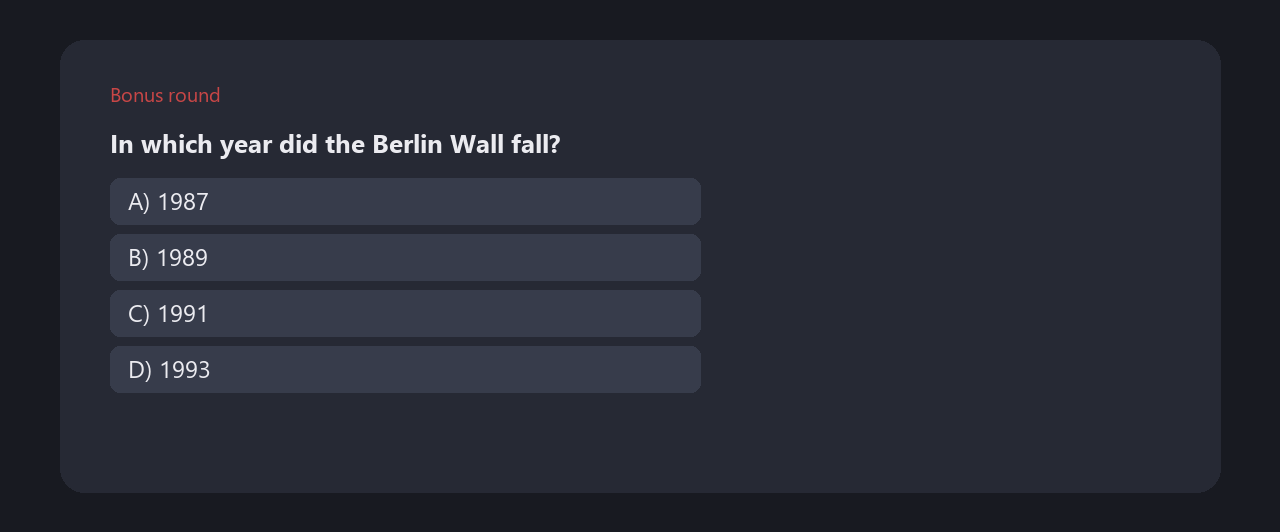 Bonus round
In which year did the Berlin Wall fall?
A) 1987
B) 1989
C) 1991
D) 1993